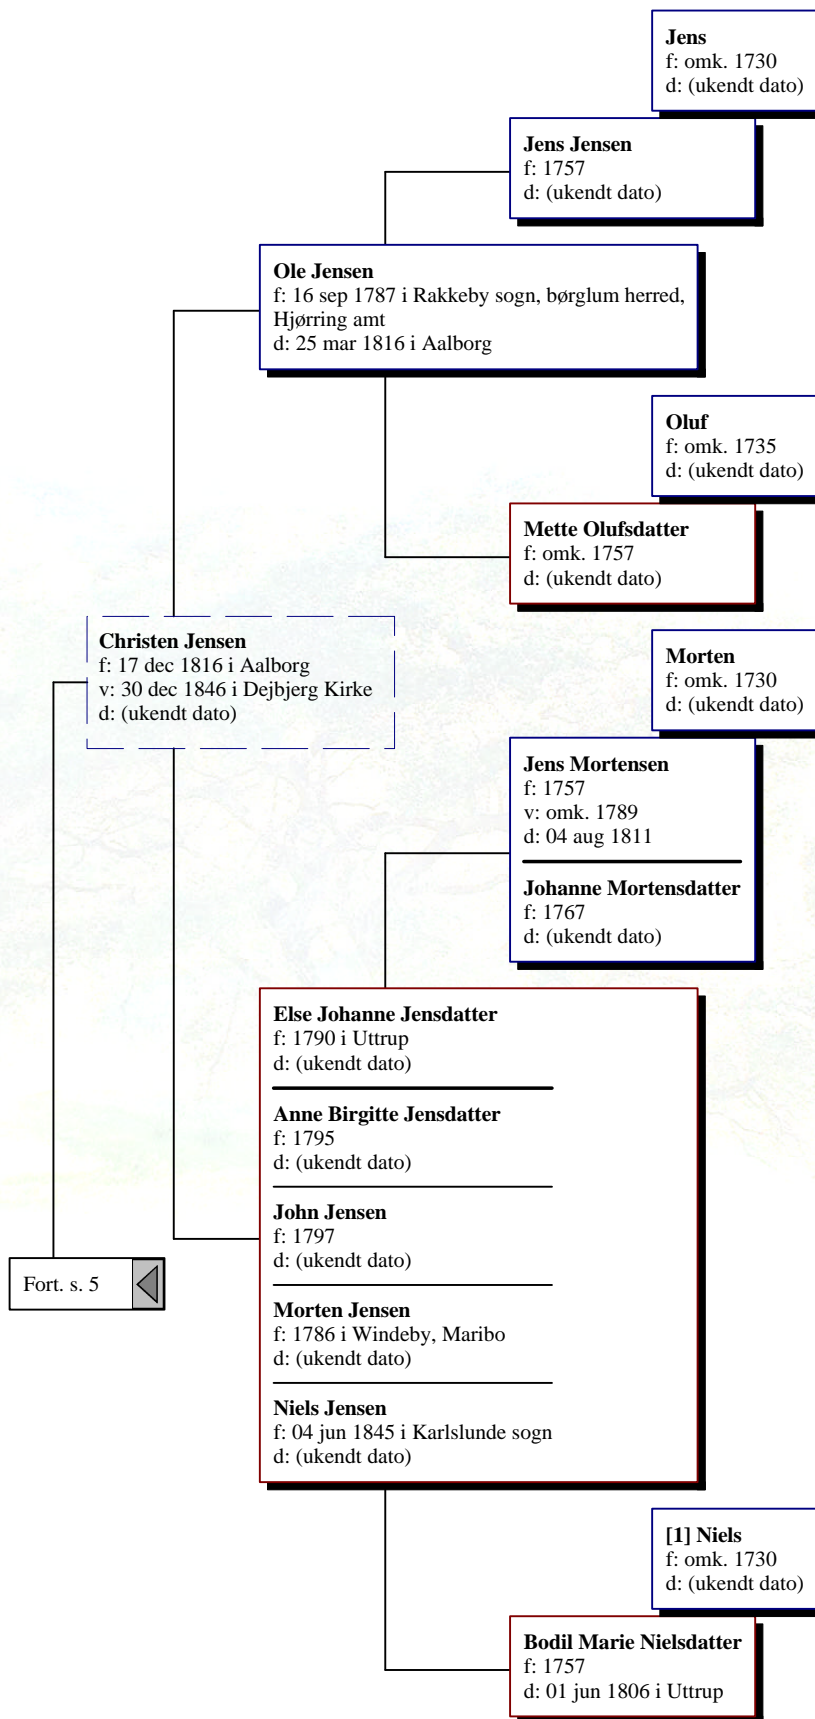 Jens
f: omk. 1730
d: (ukendt dato)
Jens Jensen
f: 1757
d: (ukendt dato)
Ole Jensen
f: 16 sep 1787 i Rakkeby sogn, børglum herred,
Hjørring amt
d: 25 mar 1816 i Aalborg
Oluf
f: omk. 1735
d: (ukendt dato)
Mette Olufsdatter
f: omk. 1757
d: (ukendt dato)
Christen Jensen
f: 17 dec 1816 i Aalborg
v: 30 dec 1846 i Dejbjerg Kirke
d: (ukendt dato)
Morten
f: omk. 1730
d: (ukendt dato)
Jens Mortensen
f: 1757
v: omk. 1789
d: 04 aug 1811
Johanne Mortensdatter
f: 1767
d: (ukendt dato)
Else Johanne Jensdatter
f: 1790 i Uttrup
d: (ukendt dato)
Anne Birgitte Jensdatter
f: 1795
d: (ukendt dato)
John Jensen
f: 1797
d: (ukendt dato)
Fort. s. 5
Morten Jensen
f: 1786 i Windeby, Maribo
d: (ukendt dato)
Niels Jensen
f: 04 jun 1845 i Karlslunde sogn
d: (ukendt dato)
[1] Niels
f: omk. 1730
d: (ukendt dato)
Bodil Marie Nielsdatter
f: 1757
d: 01 jun 1806 i Uttrup